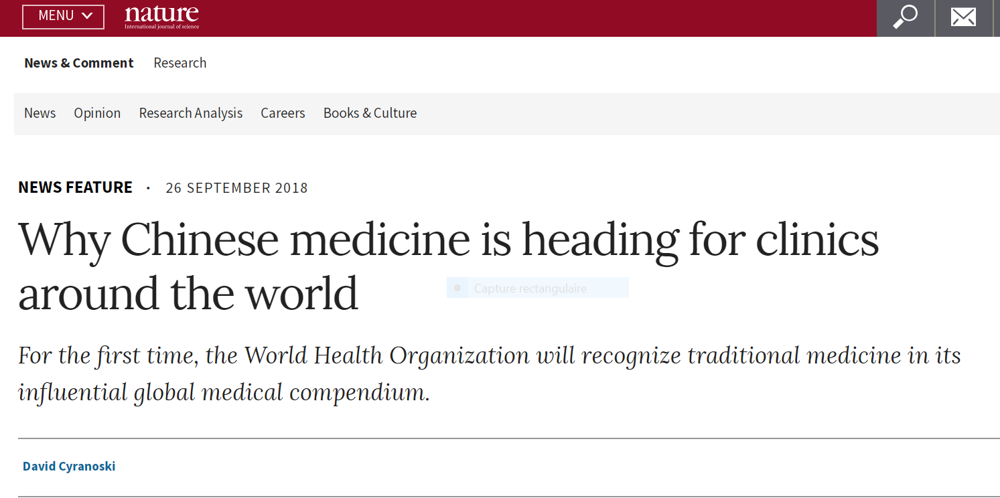 MENU
nature
International journal of science
News & Comment Research
News Opinion Research Analysis Careers Books & Culture
NEWS FEATURE · 26 SEPTEMBER 2018
Why Chinese medicine is heading for clinics
around the world
Capture rectangulaire
For the first time, the World Health Organization will recognize traditional medicine in its
influential global medical compendium.
David Cyranoski